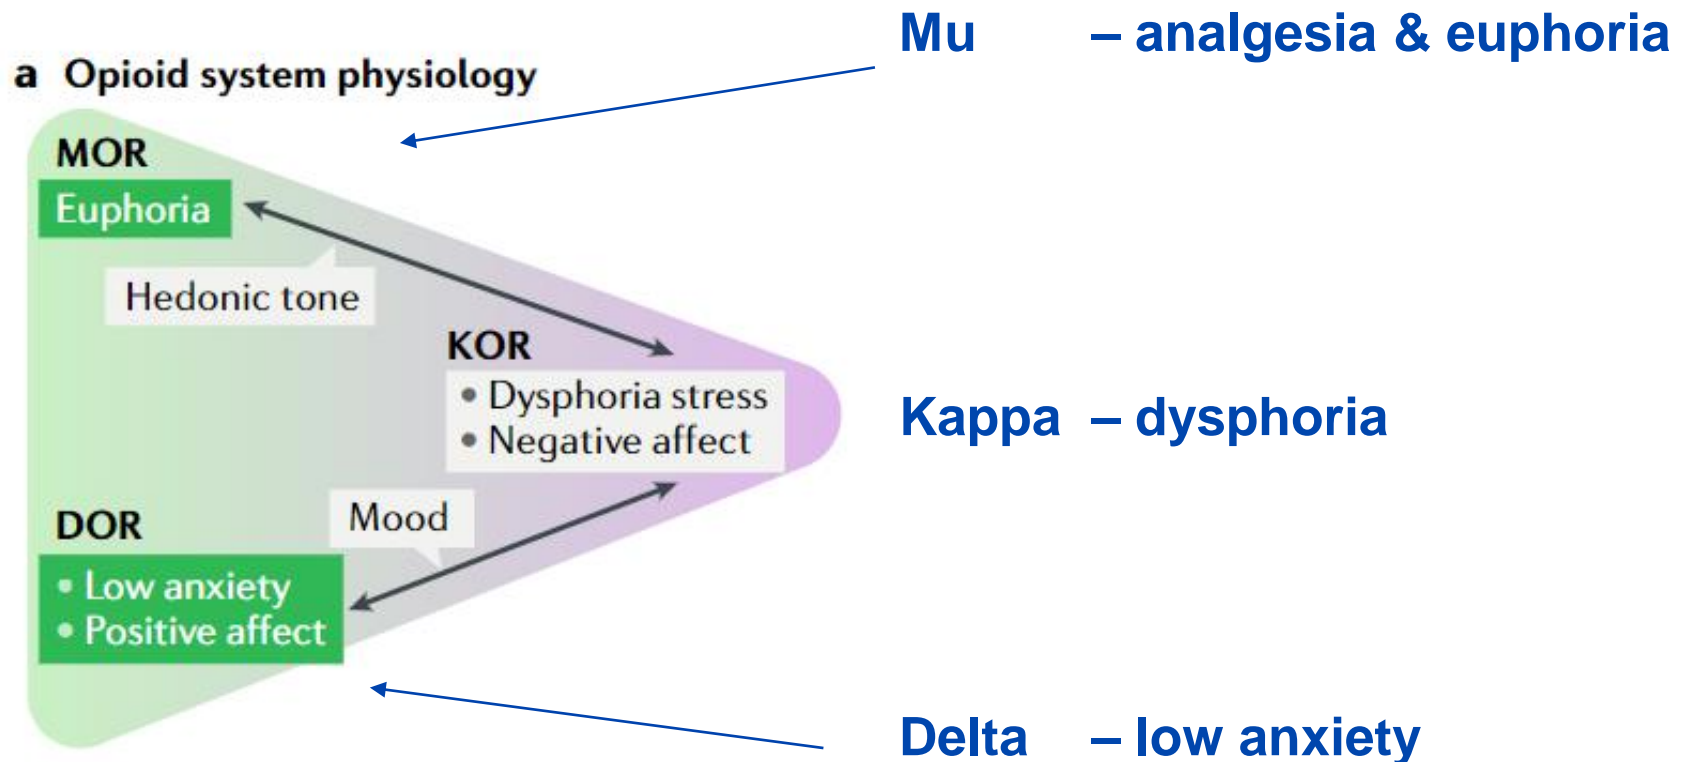 Mu – analgesia & euphoria
a Opioid system physiology
MOR
Euphoria
Hedonic tone
KOR
• Dysphoria stress
• Negative affect
Kappa – dysphoria
DOR
Mood
• Low anxiety
• Positive affect
Delta – low anxiety